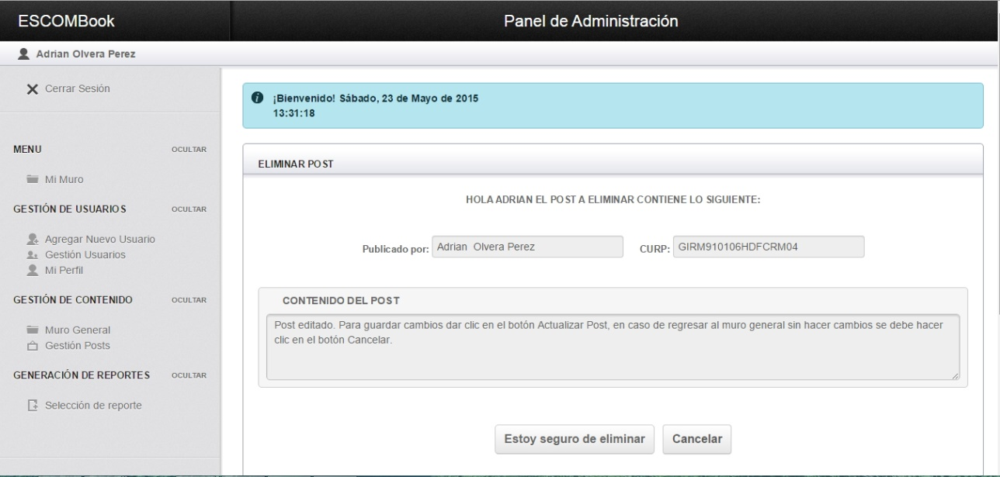 ESCOMBook
Panel de Administración
Adrian Olvera Perez
Cerrar Sesión
¡Bienvenido! Sábado, 23 de Mayo de 2015
13:31:18
MENU OCULTAR
Mi Muro
GESTIÓN DE USUARIOS OCULTAR
Agregar Nuevo Usuario
Gestión Usuarios
Mi Perfil
GESTIÓN DE CONTENIDO OCULTAR
Muro General
Gestión Posts
GENERACIÓN DE REPORTES OCULTAR
Selección de reporte
ELIMINAR POST
HOLA ADRIAN EL POST A ELIMINAR CONTIENE LO SIGUIENTE:
Publicado por: Adrian Olvera Perez CURP: GIRM910106HDFCRM04
CONTENIDO DEL POST
Post editado. Para guardar cambios dar clic en el botón Actualizar Post, en caso de regresar al muro general sin hacer cambios se debe hacer
clic en el botón Cancelar.
Estoy seguro de eliminar Cancelar